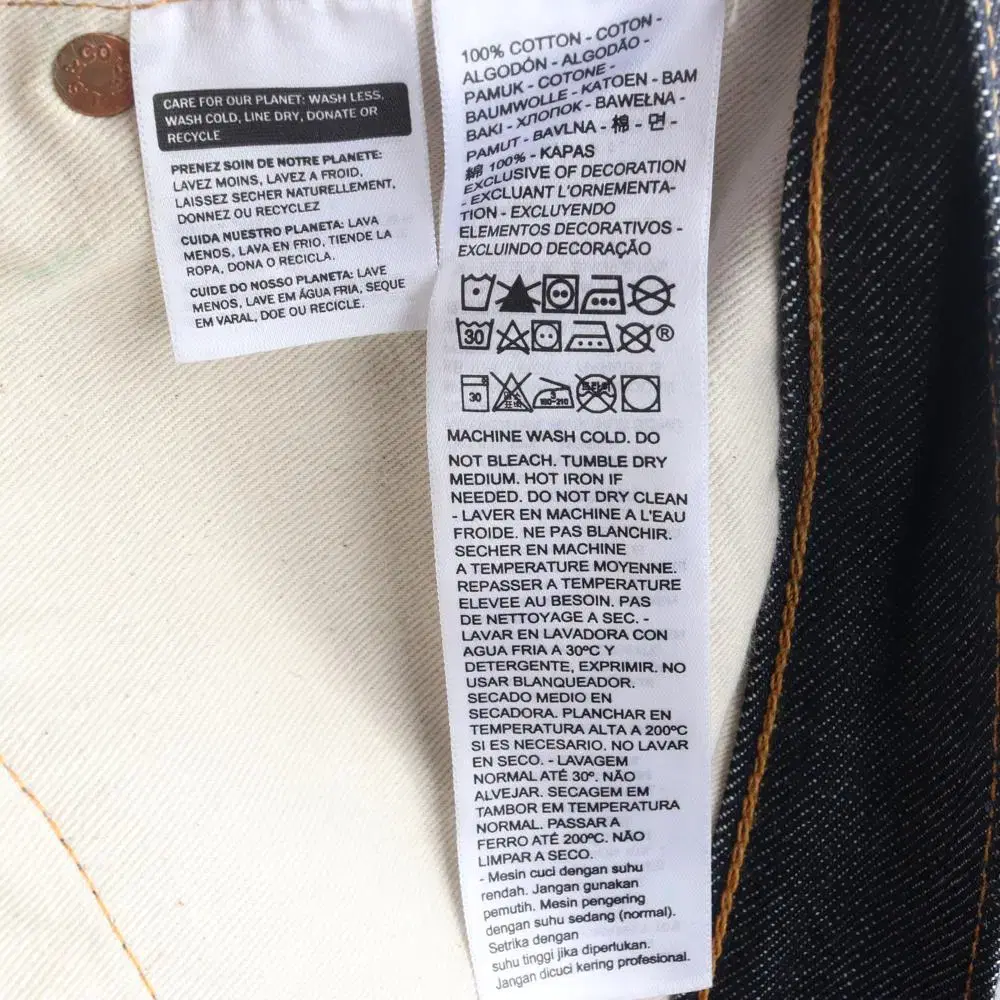 CARE FOR OUR PLANET: WASH LESS,
WASH COLD, LINE DRY, DONATE OR
RECYCLE
PRENEZ SOIN DE NOTRE PLANETE:
LAVEZ MOINS, LAVEZ A FROID,
LAISSEZ SECHER NATURELLEMENT,
DONNEZ OU RECYCLEZ
CUIDA NUESTRO PLANETA: LAVA
MENOS, LAVA EN FRIO, TIENDE LA
ROPA, DONA O RECICLA.
CUIDE DO NOSSO PLANETA: LAVE
MENOS, LAVE EM ÁGUA FRIA, SEQUE
EM VARAL, DOE OU RECICLE.
100% COTTON - COTON -
ALGODÓN - ALGODÃO -
PAMUK - COTONE -
BAUMWOLLE - KATOEN - BAM
BAKI - ХЛОПОК - BAWEŁNA -
PAMUT - BAVLNA - 棉 - 면 -
綿 100% - KAPAS
EXCLUSIVE OF DECORATION
- EXCLUANT L'ORNEMENTA-
TION - EXCLUYENDO
ELEMENTOS DECORATIVOS -
EXCLUINDO DECORAÇÃO
30 ®
30 3 180-210 드라이
MACHINE WASH COLD. DO
NOT BLEACH. TUMBLE DRY
MEDIUM. HOT IRON IF
NEEDED. DO NOT DRY CLEAN
- LAVER EN MACHINE A L'EAU
FROIDE. NE PAS BLANCHIR.
SECHER EN MACHINE
A TEMPERATURE MOYENNE.
REPASSER A TEMPERATURE
ELEVEE AU BESOIN. PAS
DE NETTOYAGE A SEC. -
LAVAR EN LAVADORA CON
AGUA FRIA A 30ºC Y
DETERGENTE, EXPRIMIR. NO
USAR BLANQUEADOR.
SECADO MEDIO EN
SECADORA. PLANCHAR EN
TEMPERATURA ALTA A 200ºC
SI ES NECESARIO. NO LAVAR
EN SECO. - LAVAGEM
NORMAL ATÉ 30º. NÃO
ALVEJAR. SECAGEM EM
TAMBOR EM TEMPERATURA
NORMAL. PASSAR A
FERRO ATÉ 200ºC. NÃO
LIMPAR A SECO.
- Mesin cuci dengan suhu
rendah. Jangan gunakan
pemutih. Mesin pengering
dengan suhu sedang (normal).
Setrika dengan
suhu tinggi jika diperlukan.
Jangan dicuci kering profesional.